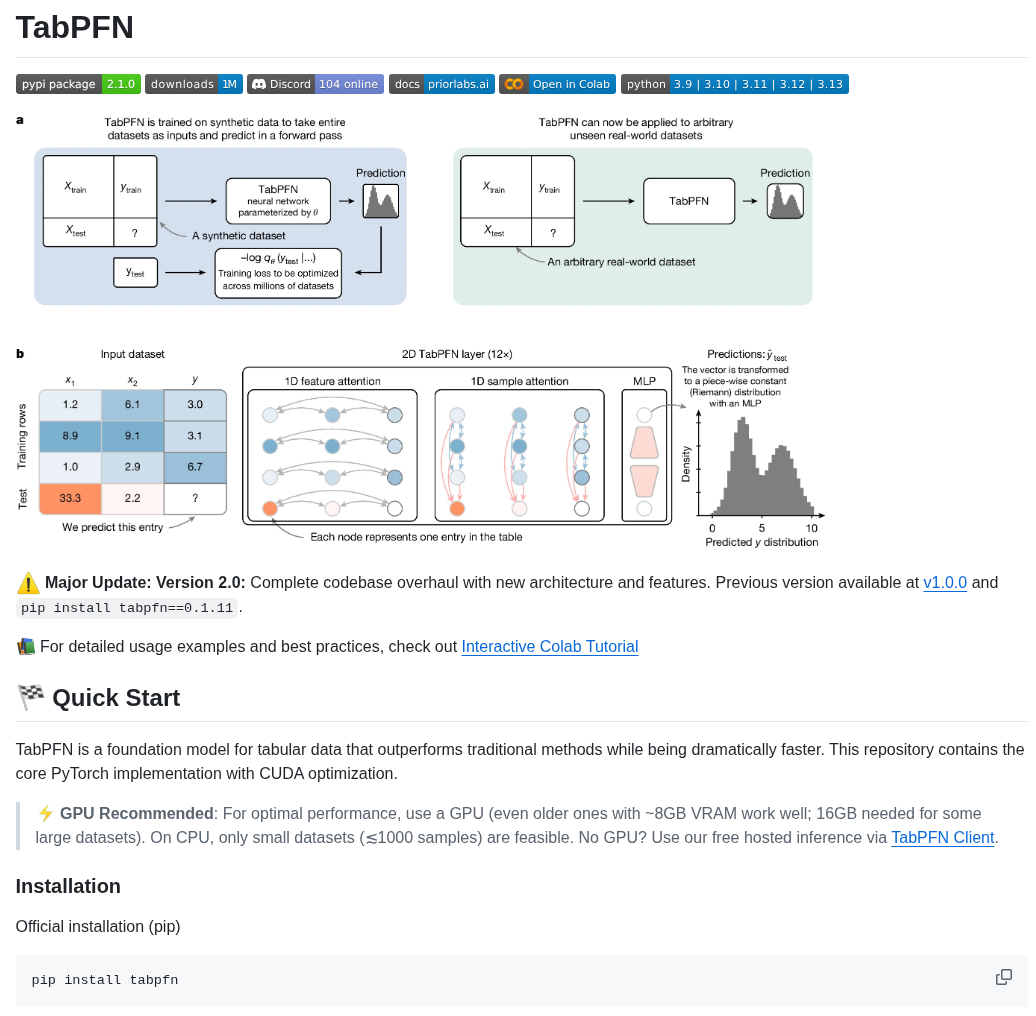 TabPFN
pypi package 2.1.0 downloads 1M Discord 104 online docs priorlabs.ai Open in Colab python 3.9 | 3.10 | 3.11 | 3.12 | 3.13
a
TabPFN is trained on synthetic data to take entire
datasets as inputs and predict in a forward pass
X train y train
X test ?
A synthetic dataset
TabPFN
neural network
parameterized by θ
Prediction
y test
–log qθ (y test |...)
Training loss to be optimized
across millions of datasets
TabPFN can now be applied to arbitrary
unseen real-world datasets
X train y train
X test ?
An arbitrary real-world dataset
TabPFN
Prediction
b
Input dataset
x₁ x₂ y
Training rows
1.2 6.1 3.0
8.9 9.1 3.1
1.0 2.9 6.7
Test
33.3 2.2 ?
We predict this entry
2D TabPFN layer (12×)
1D feature attention
1D sample attention
MLP
Each node represents one entry in the table
Predictions: ŷ test
The vector is transformed
to a piece-wise constant
(Riemann) distribution
with an MLP
Density
0 5 10
Predicted y distribution
⚠️ Major Update: Version 2.0: Complete codebase overhaul with new architecture and features. Previous version available at v1.0.0 and
pip install tabpfn==0.1.11 .
📚 For detailed usage examples and best practices, check out Interactive Colab Tutorial
🏁 Quick Start
TabPFN is a foundation model for tabular data that outperforms traditional methods while being dramatically faster. This repository contains the
core PyTorch implementation with CUDA optimization.
⚡ GPU Recommended: For optimal performance, use a GPU (even older ones with ~8GB VRAM work well; 16GB needed for some
large datasets). On CPU, only small datasets (≲1000 samples) are feasible. No GPU? Use our free hosted inference via TabPFN Client.
Installation
Official installation (pip)
pip install tabpfn